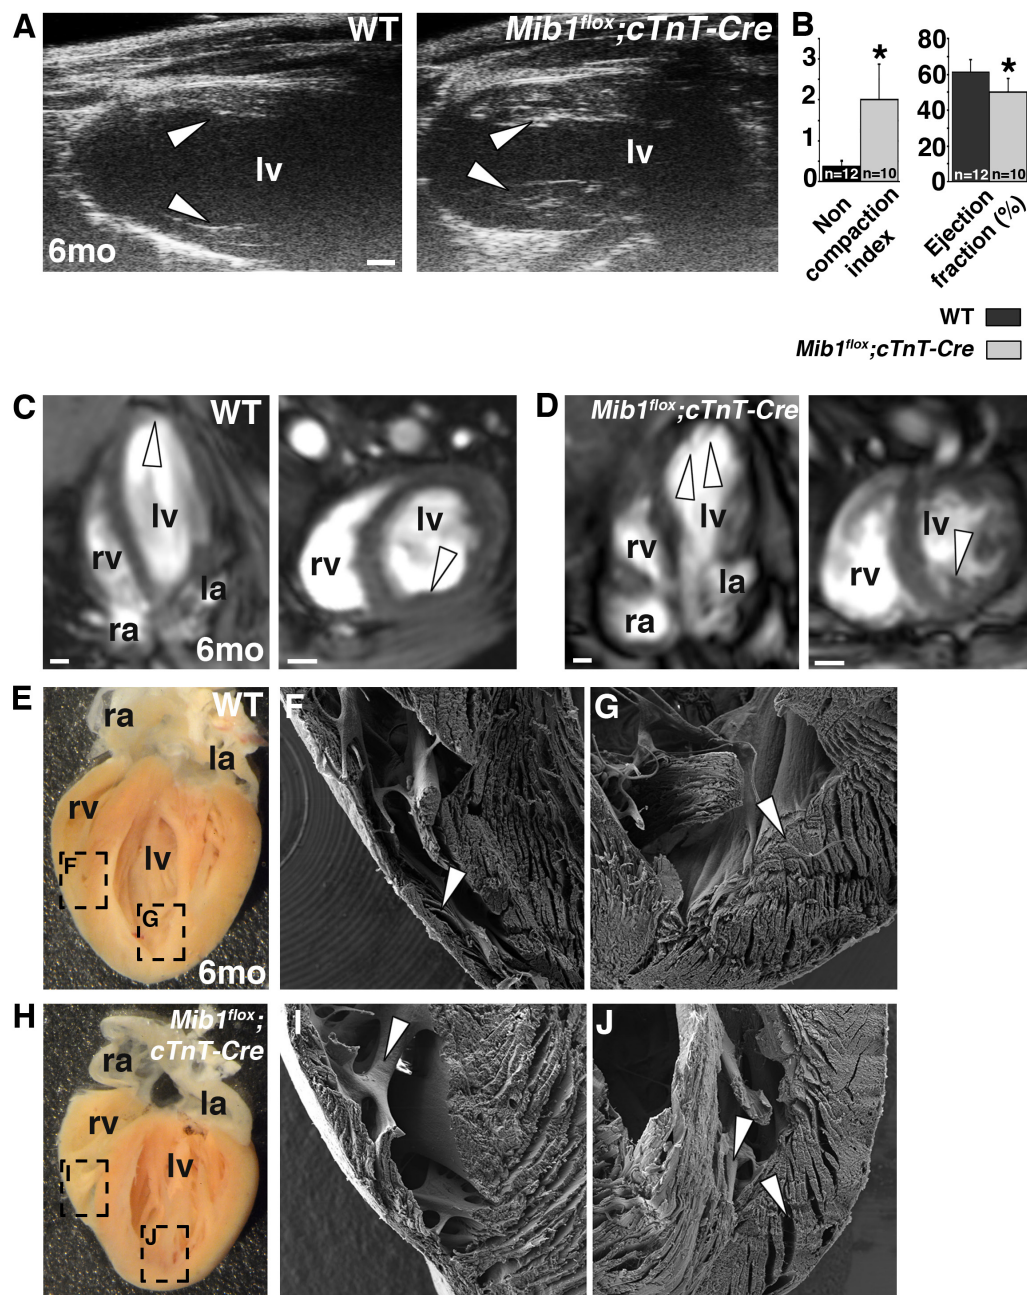 A
WT
lv
6mo
Mib1flox;cTnT-Cre
lv
B
3
2
1
0
*
n=12
n=10
Non
compaction
index
80
60
40
20
0
*
n=12
n=10
Ejection
fraction (%)
WT
Mib1flox;cTnT-Cre
C
WT
lv
rv
la
ra
6mo
lv
rv
D
Mib1flox;cTnT-Cre
lv
rv
la
ra
lv
rv
E
WT
ra
la
rv
lv
F
G
6mo
F
G
H
Mib1flox;
cTnT-Cre
ra
la
rv
lv
I
J
I
J